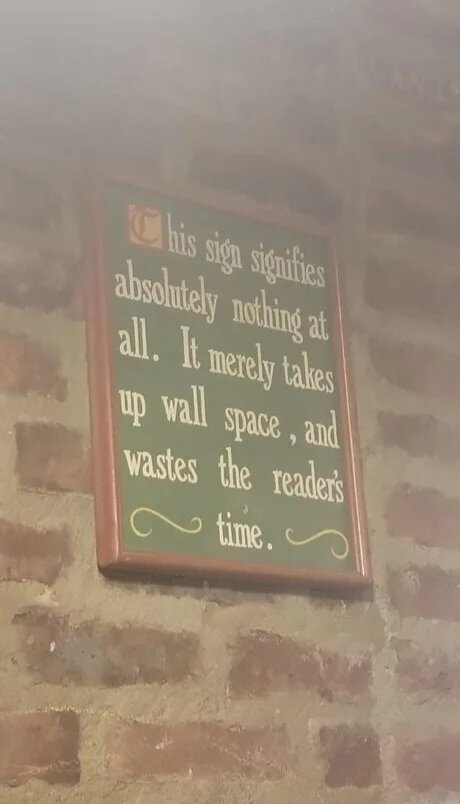 This sign signifies
absolutely nothing at
all. It merely takes
up wall space , and
wastes the reader's
time.